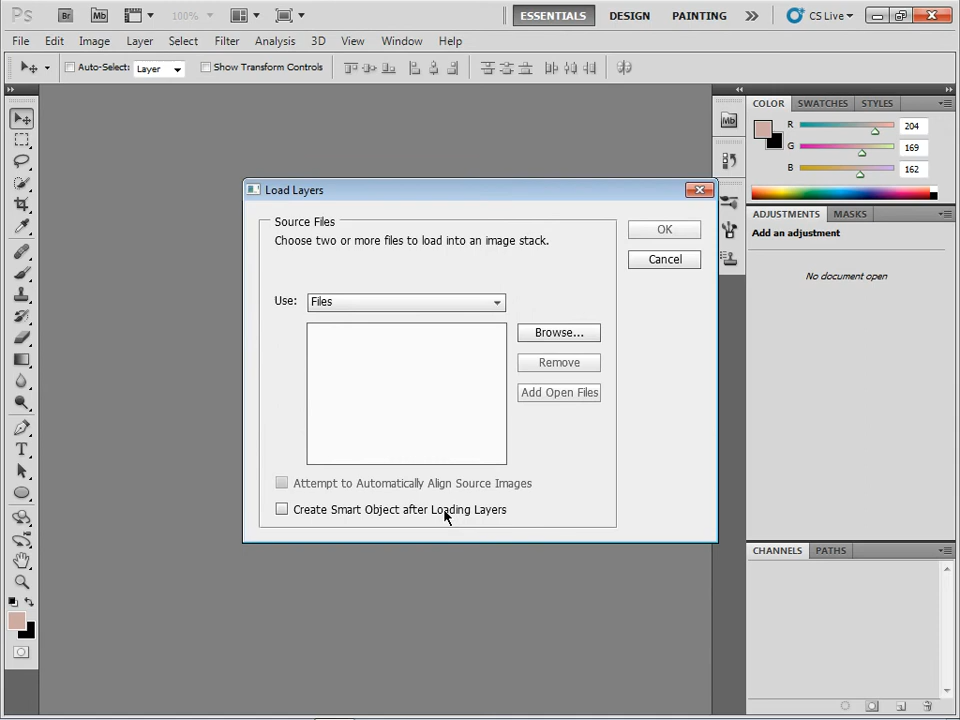 Ps Br Mb 100% ESSENTIALS DESIGN PAINTING CS Live
File Edit Image Layer Select Filter Analysis 3D View Window Help
Auto-Select: Layer Show Transform Controls
COLOR SWATCHES STYLES
Mb
R 204
G 169
B 162
Load Layers
ADJUSTMENTS MASKS
Source Files
Add an adjustment
Choose two or more files to load into an image stack.
OK
Cancel
No document open
Use: Files
Browse...
Remove
Add Open Files
Attempt to Automatically Align Source Images
Create Smart Object after Loading Layers
CHANNELS PATHS